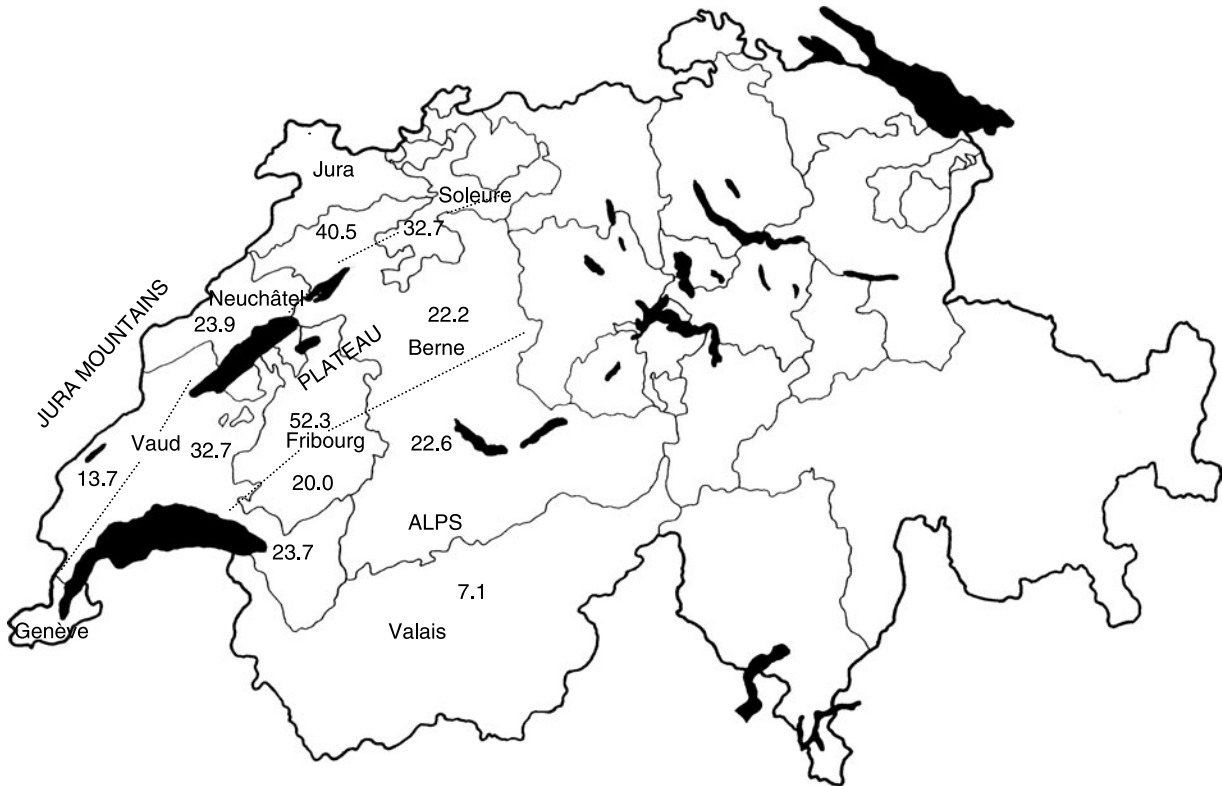 Jura
Soleure
40.5
32.7
JURA MOUNTAINS
Neuchâtel
23.9
22.2
PLATEAU
Berne
52.3
Vaud
32.7
Fribourg
22.6
13.7
20.0
ALPS
23.7
7.1
Genève
Valais